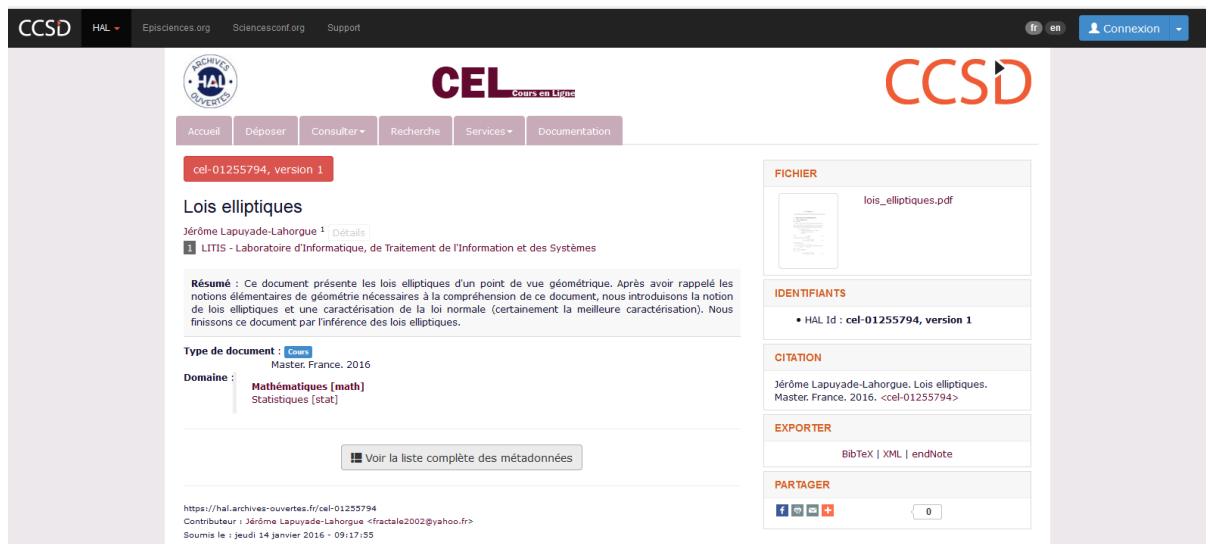 CCSD HAL Episciences.org Sciencesconf.org Support fr en Connexion
ARCHIVES HAL OUVERTES
CEL Cours en Ligne
CCSD
Accueil Déposer Consulter Recherche Services Documentation
cel-01255794, version 1
Lois elliptiques
Jérôme Lapuyade-Lahorgue 1 Détails
1 LITIS - Laboratoire d'Informatique, de Traitement de l'Information et des Systèmes
Résumé : Ce document présente les lois elliptiques d'un point de vue géométrique. Après avoir rappelé les
notions élémentaires de géométrie nécessaires à la compréhension de ce document, nous introduisons la notion
de lois elliptiques et une caractérisation de la loi normale (certainement la meilleure caractérisation). Nous
finissons ce document par l'inférence des lois elliptiques.
Type de document : Cours
Master. France. 2016
Domaine :
Mathématiques [math]
Statistiques [stat]
Voir la liste complète des métadonnées
https://hal.archives-ouvertes.fr/cel-01255794
Contributeur : Jérôme Lapuyade-Lahorgue <fractale2002@yahoo.fr>
Soumis le : jeudi 14 janvier 2016 - 09:17:55
FICHIER
lois_elliptiques.pdf
IDENTIFIANTS
• HAL Id : cel-01255794, version 1
CITATION
Jérôme Lapuyade-Lahorgue. Lois elliptiques.
Master. France. 2016. <cel-01255794>
EXPORTER
BibTeX | XML | endNote
PARTAGER
0